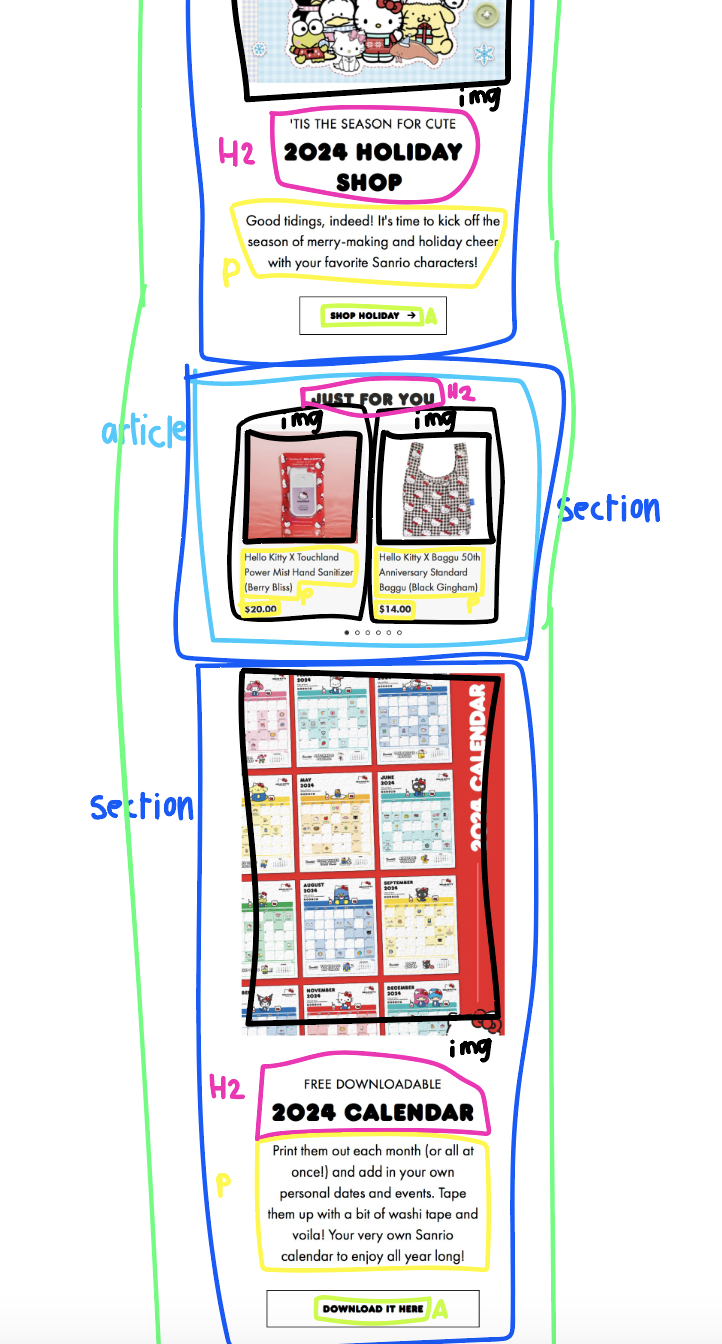 img
'TIS THE SEASON FOR CUTE
H2
2024 HOLIDAY
SHOP
Good tidings, indeed! It's time to kick off the
season of merry-making and holiday cheer
with your favorite Sanrio characters!
P
SHOP HOLIDAY → A
JUST FOR YOU H2
article
img img
section
Hello Kitty X Touchland
Power Mist Hand Sanitizer
(Berry Bliss) P
$20.00
Hello Kitty X Baggu 50th
Anniversary Standard
Baggu (Black Gingham) P
$14.00
section
2024 CALENDAR
2024
2024
2024
MAY
2024
JUNE
2024
AUGUST
2024
SEPTEMBER
2024
NOVEMBER
2024
DECEMBER
2024
img
FREE DOWNLOADABLE
H2
2024 CALENDAR
Print them out each month (or all at
once!) and add in your own
personal dates and events. Tape
them up with a bit of washi tape and
voila! Your very own Sanrio
calendar to enjoy all year long!
P
DOWNLOAD IT HERE A